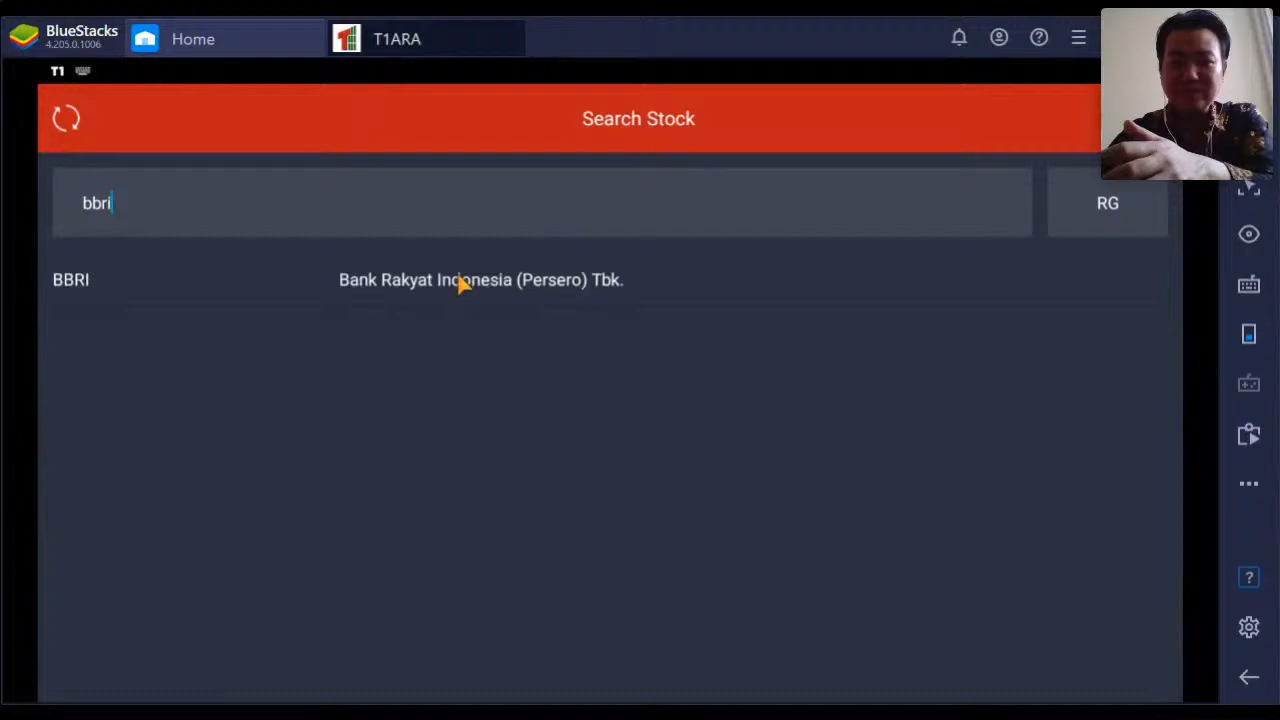 BlueStacks
4.205.0.1006
Home
T1ARA
T1
Search Stock
bbri
RG
BBRI
Bank Rakyat Indonesia (Persero) Tbk.